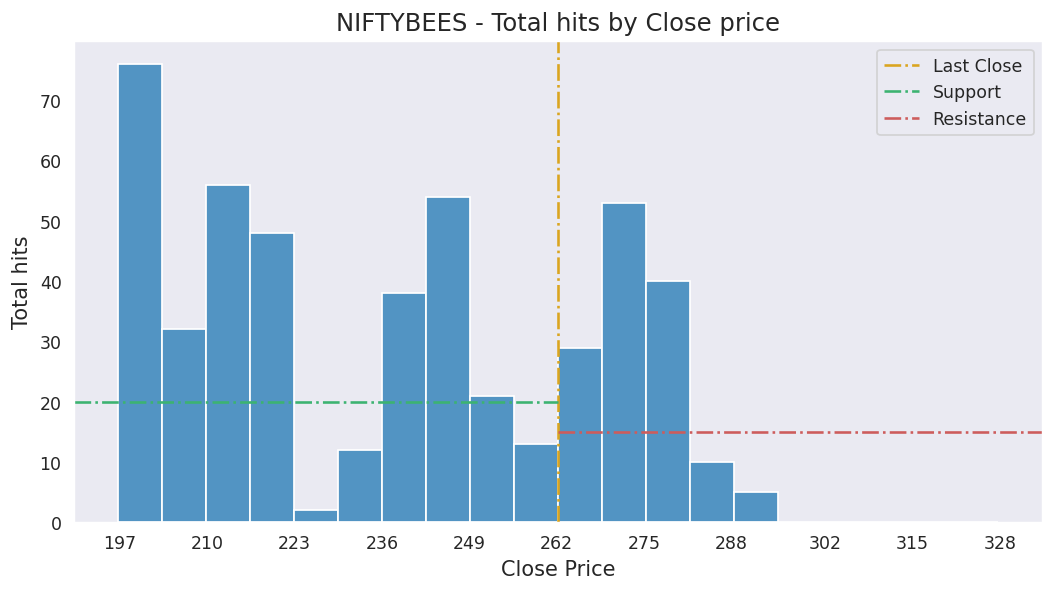 NIFTYBEES - Total hits by Close price
Last Close
Support
Resistance
Total hits
70
60
50
40
30
20
10
0
197 210 223 236 249 262 275 288 302 315 328
Close Price